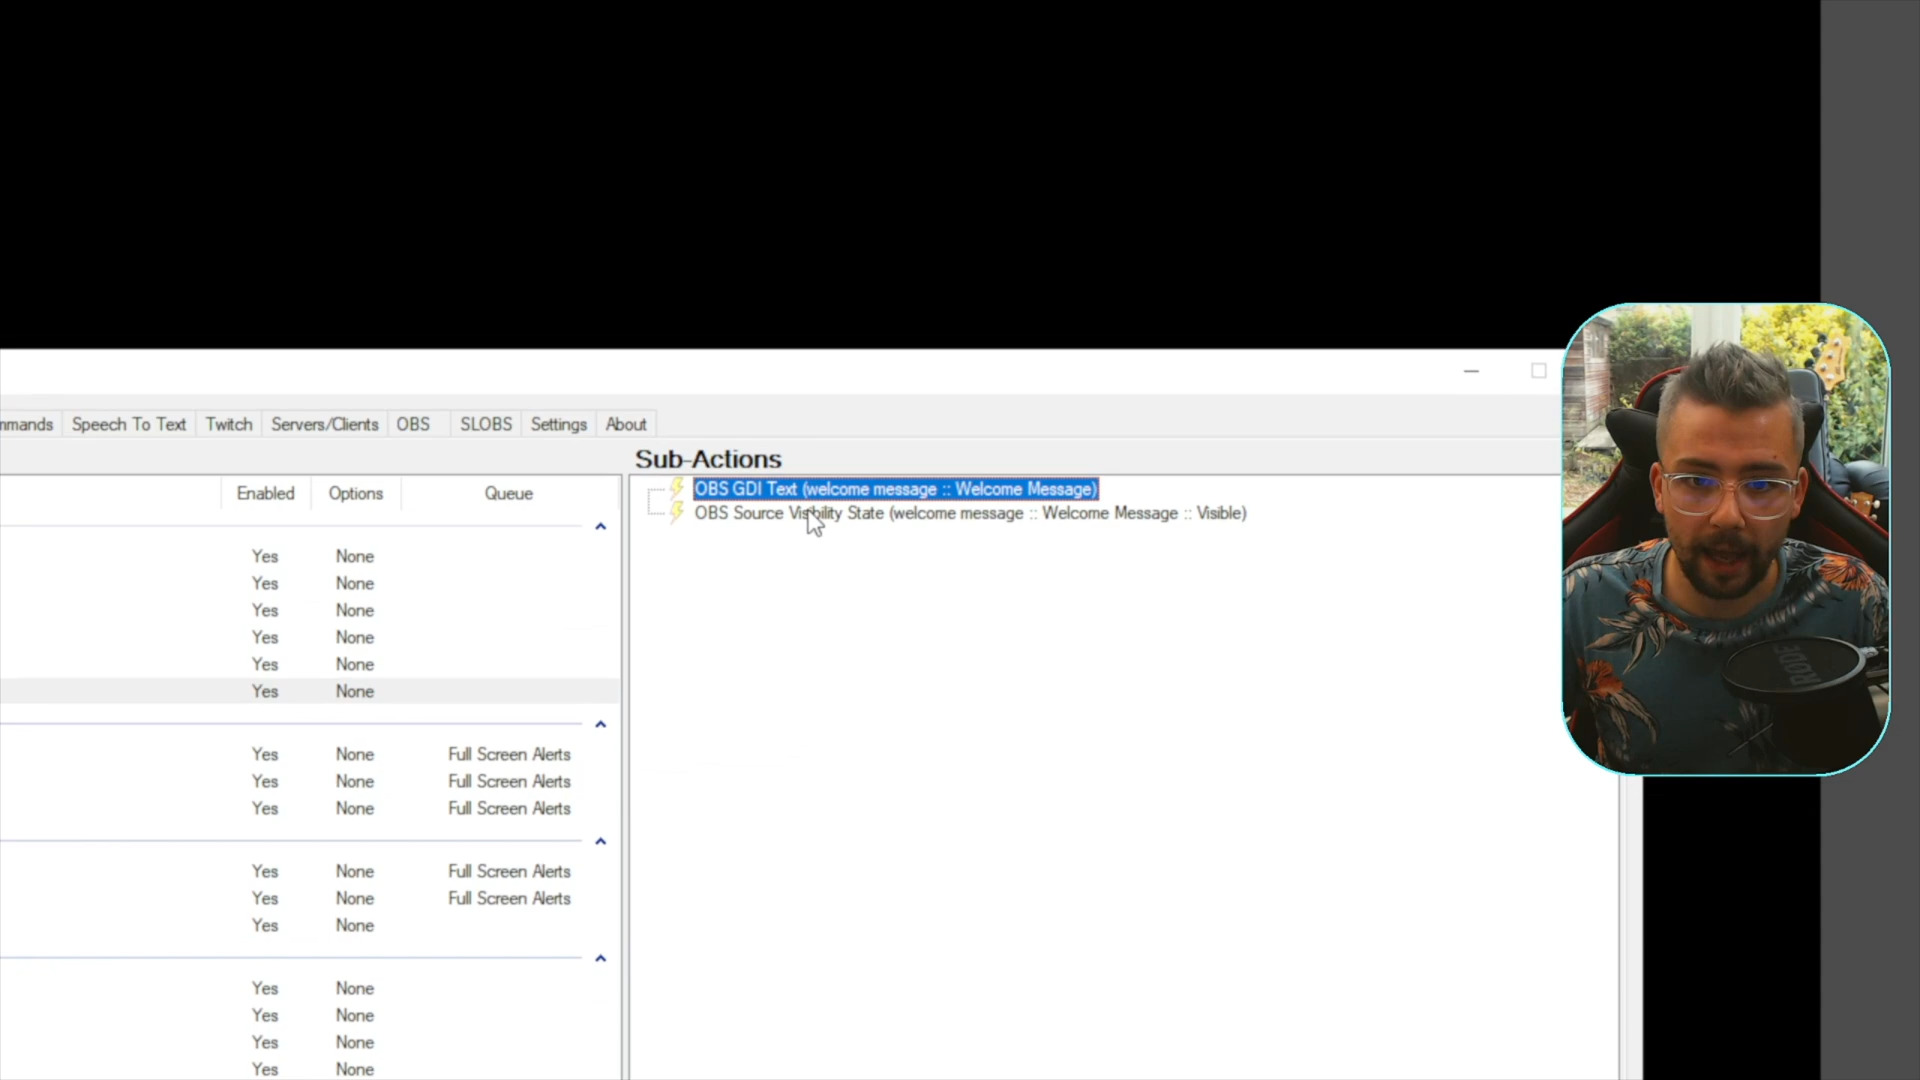 mmands Speech To Text Twitch Servers/Clients OBS SLOBS Settings About
Sub-Actions
Enabled Options Queue
OBS GDI Text (welcome message :: Welcome Message)
OBS Source Visibility State (welcome message :: Welcome Message :: Visible)
Yes None
Yes None
Yes None
Yes None
Yes None
Yes None
Yes None Full Screen Alerts
Yes None Full Screen Alerts
Yes None Full Screen Alerts
Yes None Full Screen Alerts
Yes None Full Screen Alerts
Yes None
Yes None
Yes None
Yes None
Yes None
RODE